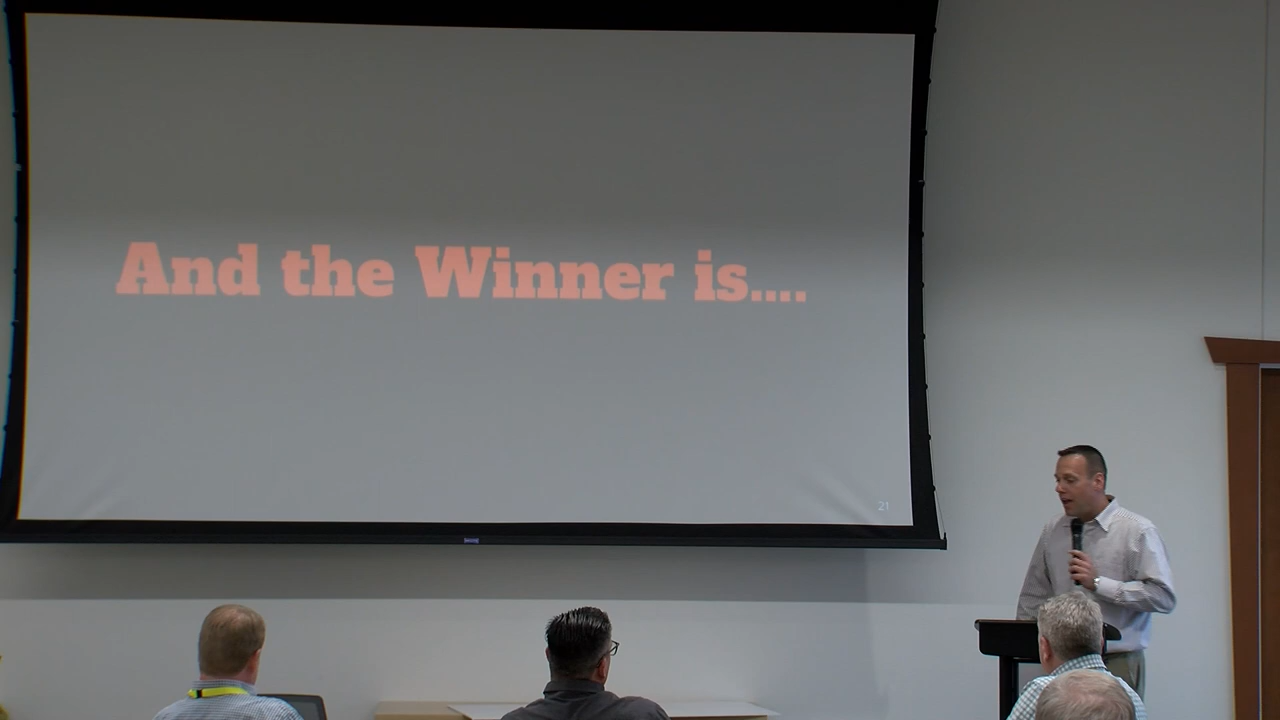 And the Winner is....
21